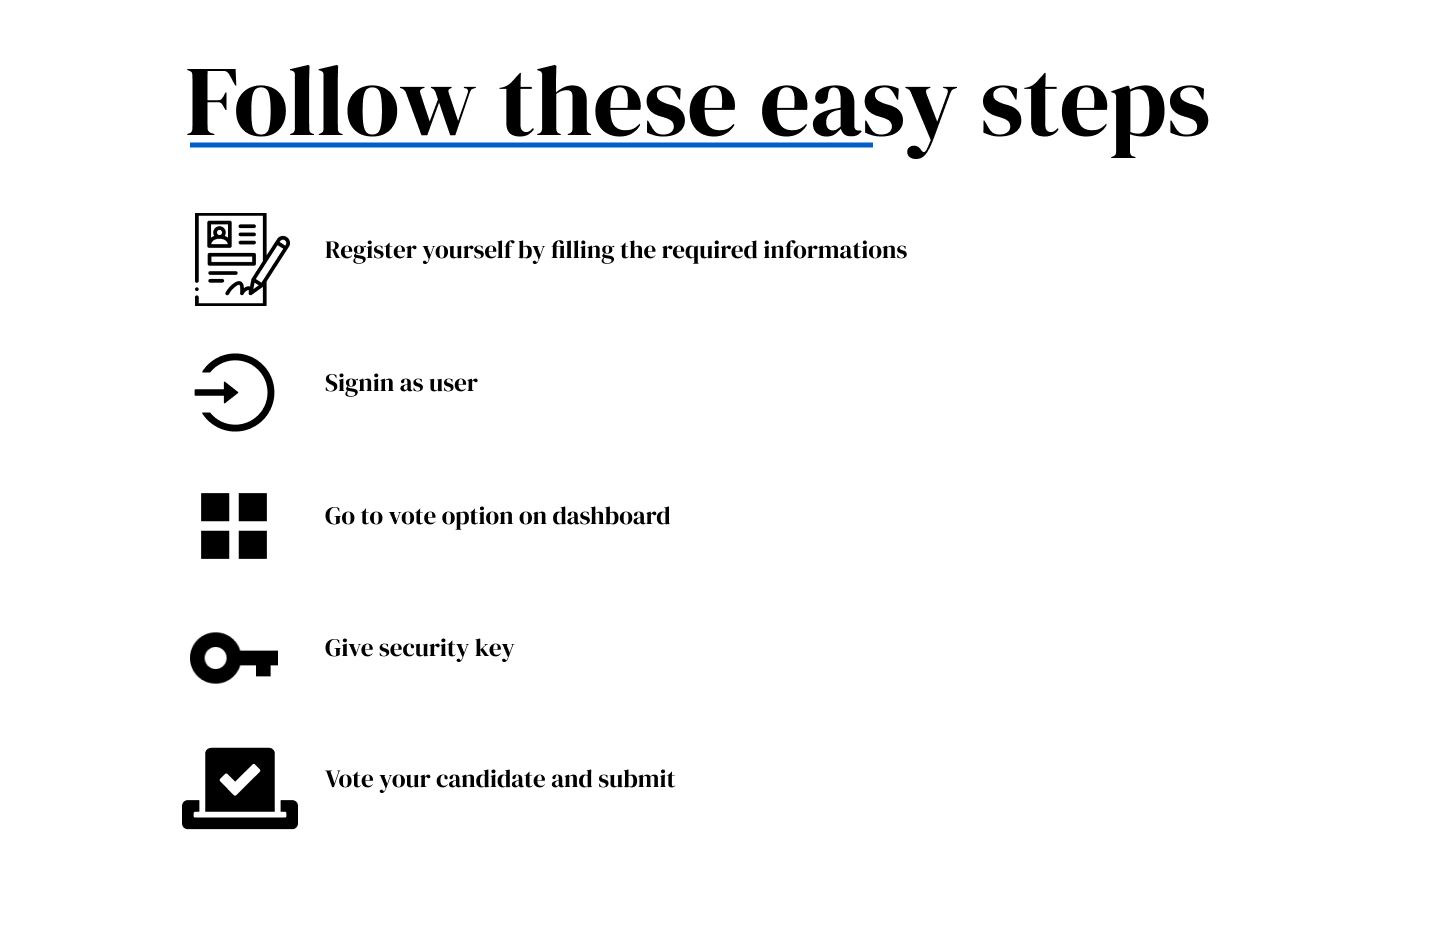 Follow these easy steps
Register yourself by filling the required informations
Signin as user
Go to vote option on dashboard
Give security key
Vote your candidate and submit